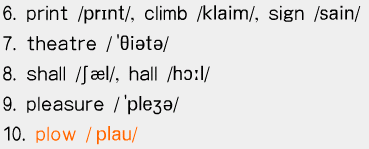 6. print /prɪnt/, climb /klaim/, sign /sain/
7. theatre /ˈθiətə/
8. shall /ʃæl/, hall /hɔːl/
9. pleasure /ˈpleʒə/
10. plow /plau/